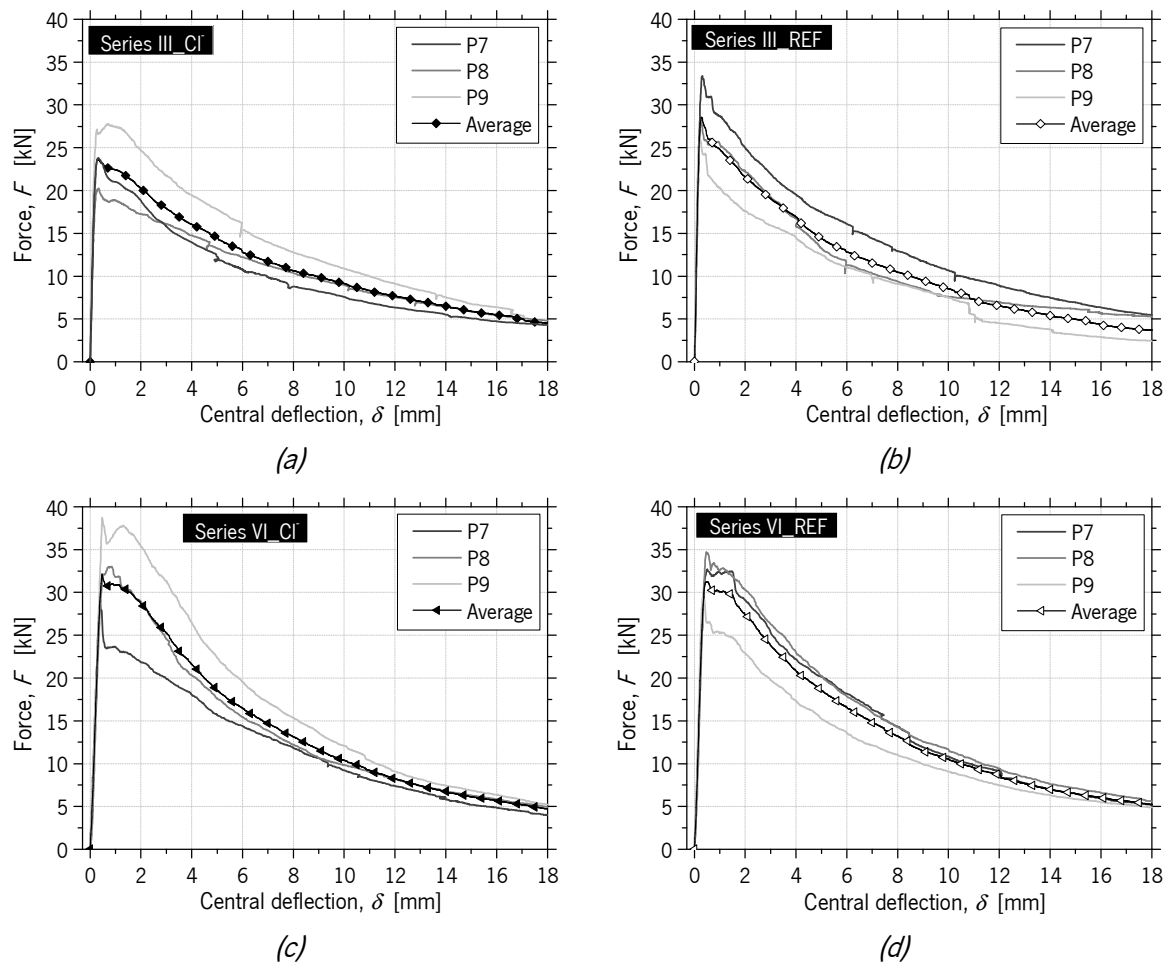 Series III_Cl⁻
P7
P8
P9
Average
Force, F [kN]
40
35
30
25
20
15
10
5
0
0 2 4 6 8 10 12 14 16 18
Central deflection, δ [mm]
(a)
Series III_REF
P7
P8
P9
Average
Force, F [kN]
40
35
30
25
20
15
10
5
0
0 2 4 6 8 10 12 14 16 18
Central deflection, δ [mm]
(b)
Series VI_Cl⁻
P7
P8
P9
Average
Force, F [kN]
40
35
30
25
20
15
10
5
0
0 2 4 6 8 10 12 14 16 18
Central deflection, δ [mm]
(c)
Series VI_REF
P7
P8
P9
Average
Force, F [kN]
40
35
30
25
20
15
10
5
0
0 2 4 6 8 10 12 14 16 18
Central deflection, δ [mm]
(d)